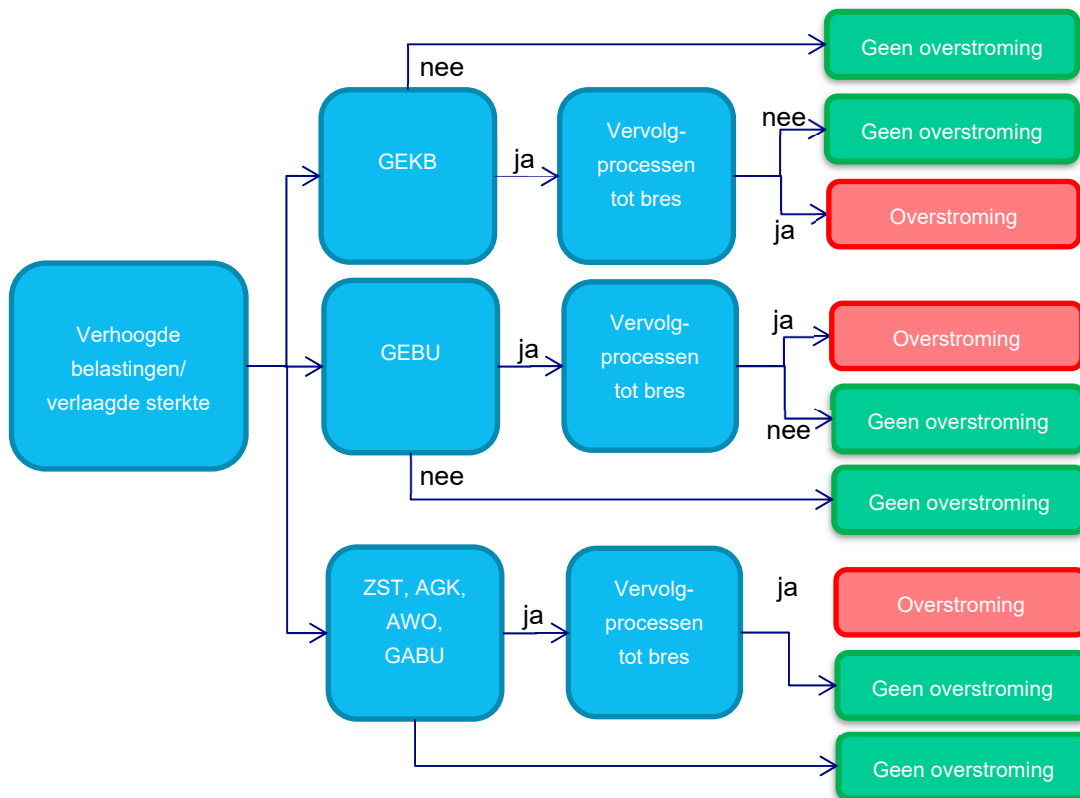 Geen overstroming
nee
GEKB
ja
Vervolg-
processen
tot bres
nee
Geen overstroming
ja
Overstroming
Verhoogde
belastingen/
verlaagde sterkte
GEBU
ja
Vervolg-
processen
tot bres
ja
Overstroming
nee
Geen overstroming
nee
Geen overstroming
ZST, AGK,
AWO,
GABU
ja
Vervolg-
processen
tot bres
ja
Overstroming
Geen overstroming
Geen overstroming